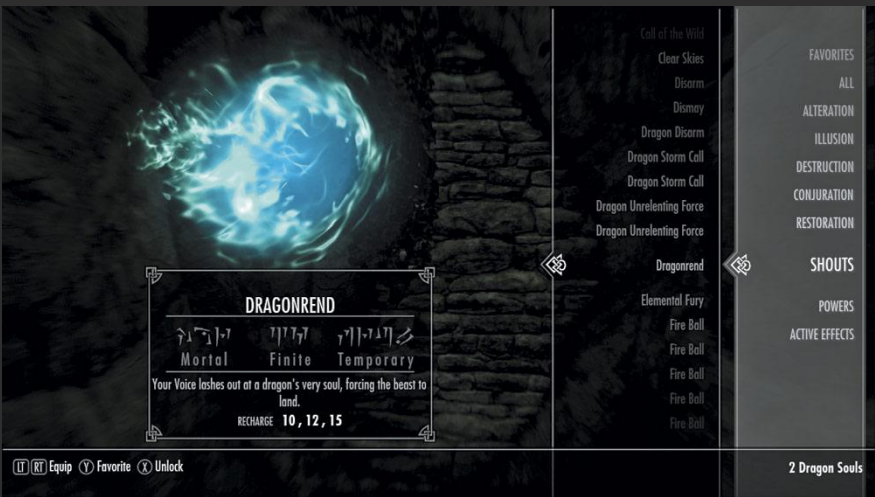 Call of the Wild
Clear Skies
Disarm
Dismay
Dragon Disarm
Dragon Storm Call
Dragon Storm Call
Dragon Unrelenting Force
Dragon Unrelenting Force
Dragonrend
Elemental Fury
Fire Ball
Fire Ball
Fire Ball
Fire Ball
Fire Ball
FAVORITES
ALL
ALTERATION
ILLUSION
DESTRUCTION
CONJURATION
RESTORATION
SHOUTS
POWERS
ACTIVE EFFECTS
DRAGONREND
Mortal Finite Temporary
Your Voice lashes out at a dragon's very soul, forcing the beast to
land.
RECHARGE 10, 12, 15
LT RT Equip Y Favorite X Unlock
2 Dragon Souls